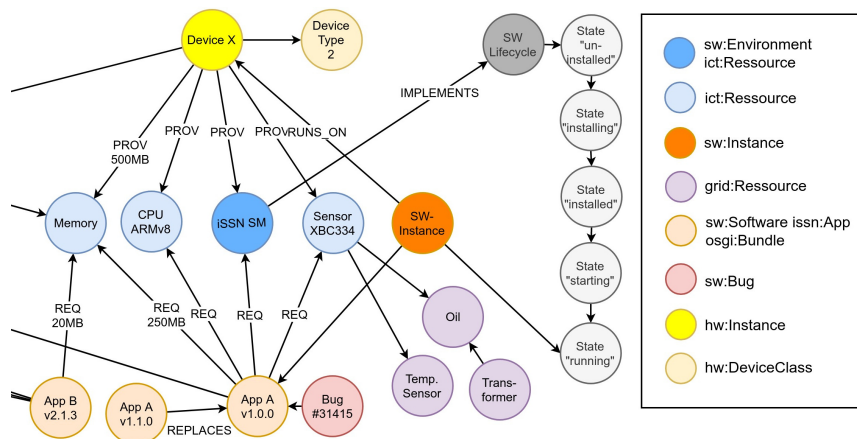 Device X
Device
Type
2
SW
Lifecycle
State
"un-
installed"
sw:Environment
ict:Ressource
ict:Ressource
IMPLEMENTS
PROV
500MB
PROV
PROV
PROV
RUNS_ON
State
"installing"
sw:Instance
grid:Ressource
Memory
CPU
ARMv8
iSSN SM
Sensor
XBC334
SW-
Instance
State
"installed"
sw:Software issn:App
osgi:Bundle
State
"starting"
sw:Bug
REQ
20MB
REQ
250MB
REQ
REQ
REQ
Oil
hw:Instance
State
"running"
hw:DeviceClass
App B
v2.1.3
App A
v1.1.0
REPLACES
App A
v1.0.0
Bug
#31415
Temp.
Sensor
Trans-
former